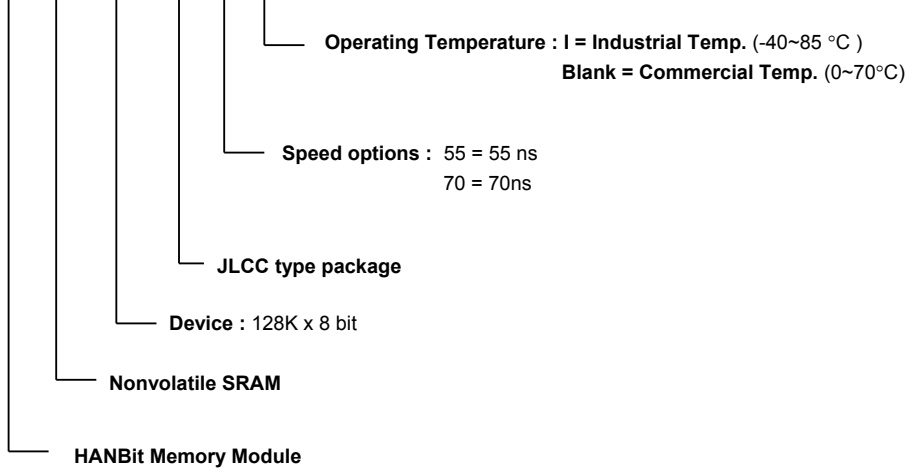 Operating Temperature : I = Industrial Temp. (-40~85 °C )
Blank = Commercial Temp. (0~70°C)
Speed options : 55 = 55 ns
70 = 70ns
JLCC type package
Device : 128K x 8 bit
Nonvolatile SRAM
HANBit Memory Module